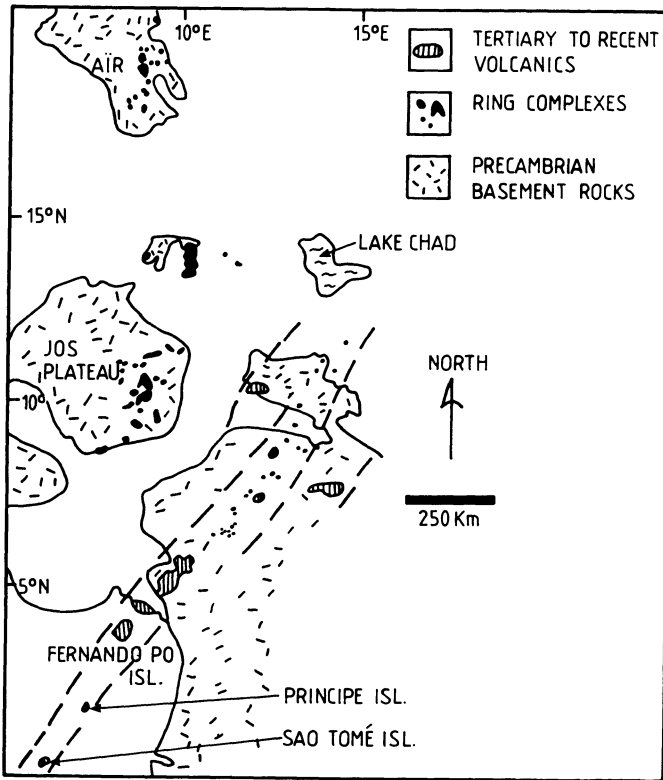 10°E
15°E
TERTIARY TO RECENT
VOLCANICS
AÏR
RING COMPLEXES
PRECAMBRIAN
BASEMENT ROCKS
15°N
LAKE CHAD
JOS
PLATEAU
NORTH
10°
250 Km
5°N
FERNANDO PO
ISL.
PRINCIPE ISL.
SAO TOMÉ ISL.